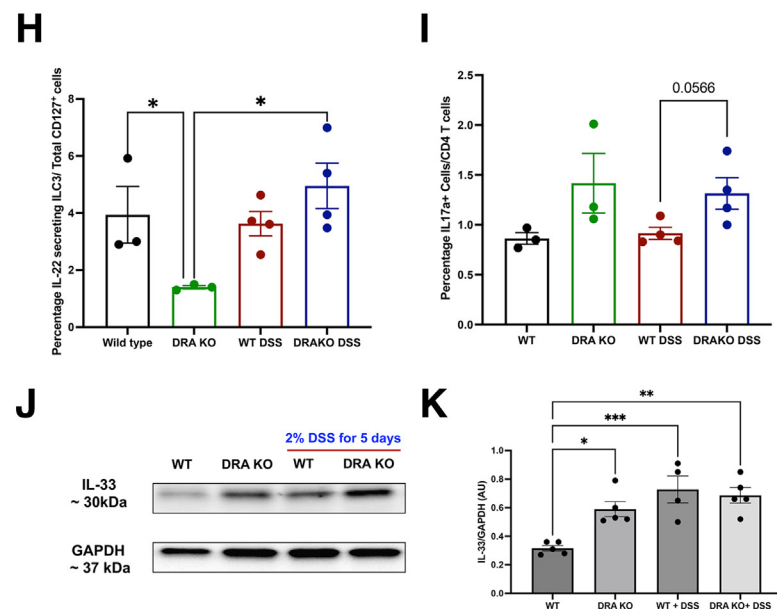 H
Percentage IL-22 secreting ILC3/ Total CD127⁺ cells
8
6
4
2
0
*
*
Wild type DRA KO WT DSS DRAKO DSS
I
Percentage IL17a+ Cells/CD4 T cells
2.5
2.0
1.5
1.0
0.5
0.0
0.0566
WT DRA KO WT DSS DRAKO DSS
J
2% DSS for 5 days
WT DRA KO WT DRA KO
IL-33
~ 30kDa
GAPDH
~ 37 kDa
K
IL-33/GAPDH (AU)
1.0
0.8
0.6
0.4
0.2
0.0
**
***
*
WT DRA KO WT + DSS DRA KO+ DSS